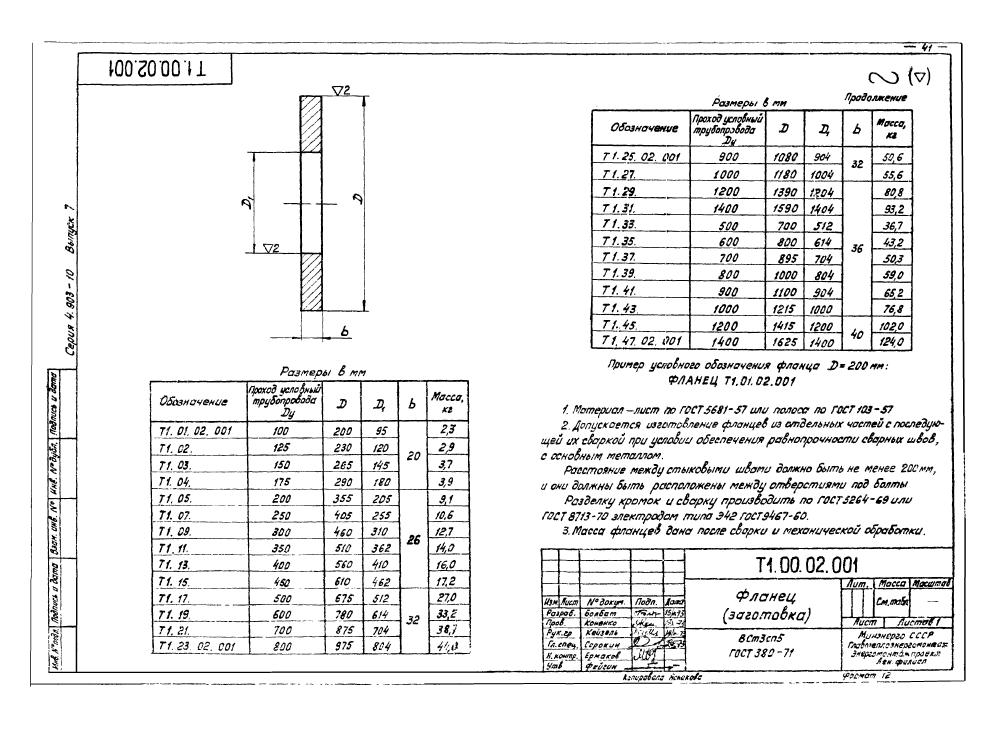 — 41 —
Т1.00.02.001
∇2
(∇)
D₁
D
∇2
b
Серия 4.903-10 Выпуск 7
Размеры в мм
Обозначение | Проход условный трубопровода Dу | D | D₁ | b | Масса, кг
Т1. 01. 02. 001 | 100 | 200 | 95 | 20 | 2,3
Т1. 02. | 125 | 230 | 120 | 2,9
Т1. 03. | 150 | 265 | 145 | 3,7
Т1. 04. | 175 | 290 | 180 | 3,9
Т1. 05. | 200 | 355 | 205 | 26 | 9,1
Т1. 07. | 250 | 405 | 255 | 10,6
Т1. 09. | 300 | 460 | 310 | 12,7
Т1. 11. | 350 | 510 | 362 | 14,0
Т1. 13. | 400 | 560 | 410 | 16,0
Т1. 15. | 450 | 610 | 462 | 17,2
Т1. 17. | 500 | 675 | 512 | 32 | 27,0
Т1. 19. | 600 | 780 | 614 | 33,2
Т1. 21. | 700 | 875 | 704 | 38,7
Т1. 23. 02. 001 | 800 | 975 | 804
Продолжение
Размеры в мм
Обозначение | Проход условный трубопровода Dу | D | D₁ | b | Масса, кг
Т1. 25. 02. 001 | 900 | 1080 | 904 | 32 | 50,6
Т1. 27. | 1000 | 1180 | 1004 | 55,6
Т1. 29. | 1200 | 1390 | 1204 | 36 | 80,8
Т1. 31. | 1400 | 1590 | 1404 | 93,2
Т1. 33. | 500 | 700 | 512 | 36,7
Т1. 35. | 600 | 800 | 614 | 43,2
Т1. 37. | 700 | 895 | 704 | 50,3
Т1. 39. | 800 | 1000 | 804 | 59,0
Т1. 41. | 900 | 1100 | 904 | 65,2
Т1. 43. | 1000 | 1215 | 1000 | 76,8
Т1. 45. | 1200 | 1415 | 1200 | 40 | 102,0
Т1. 47. 02. 001 | 1400 | 1625 | 1400 | 124,0
Пример условного обозначения фланца D=200 мм:
ФЛАНЕЦ Т1.01.02.001
1. Материал — лист по ГОСТ 5681-57 или полоса по ГОСТ 103-57
2. Допускается изготовление фланцев из отдельных частей с последую-
щей их сваркой при условии обеспечения равнопрочности сварных швов,
с основным металлом.
Расстояние между стыковыми швами должно быть не менее 200мм,
и они должны быть расположены между отверстиями под болты
Разделку кромок и сварку производить по ГОСТ 5264-69 или
ГОСТ 8713-70 электродом типа Э42 ГОСТ 9467-60.
3. Масса фланцев дана после сварки и механической обработки.
Т1.00.02.001
Фланец
(заготовка)
Лит. | Масса | Масштаб
См.табл.
Лист | Листов 1
ВСт3сп5
ГОСТ 380-71
Минэнерго СССР
Главтеплоэнергомонтаж
Энергомонтажпроект
Лен. филиал
Изм | Лист | № докум. | Подп. | Дата
Разраб. | Болбат
Пров. | Коненко
Рук.гр. | Кейзель
Гл.спец. | Сорокин
Н.контр. | Ермаков
Утв | Фейгин
Копировала
Формат 12
Инв. № подл.
Подпись и дата
Взам. инв. №
Инв. № дубл.
Подпись и дата